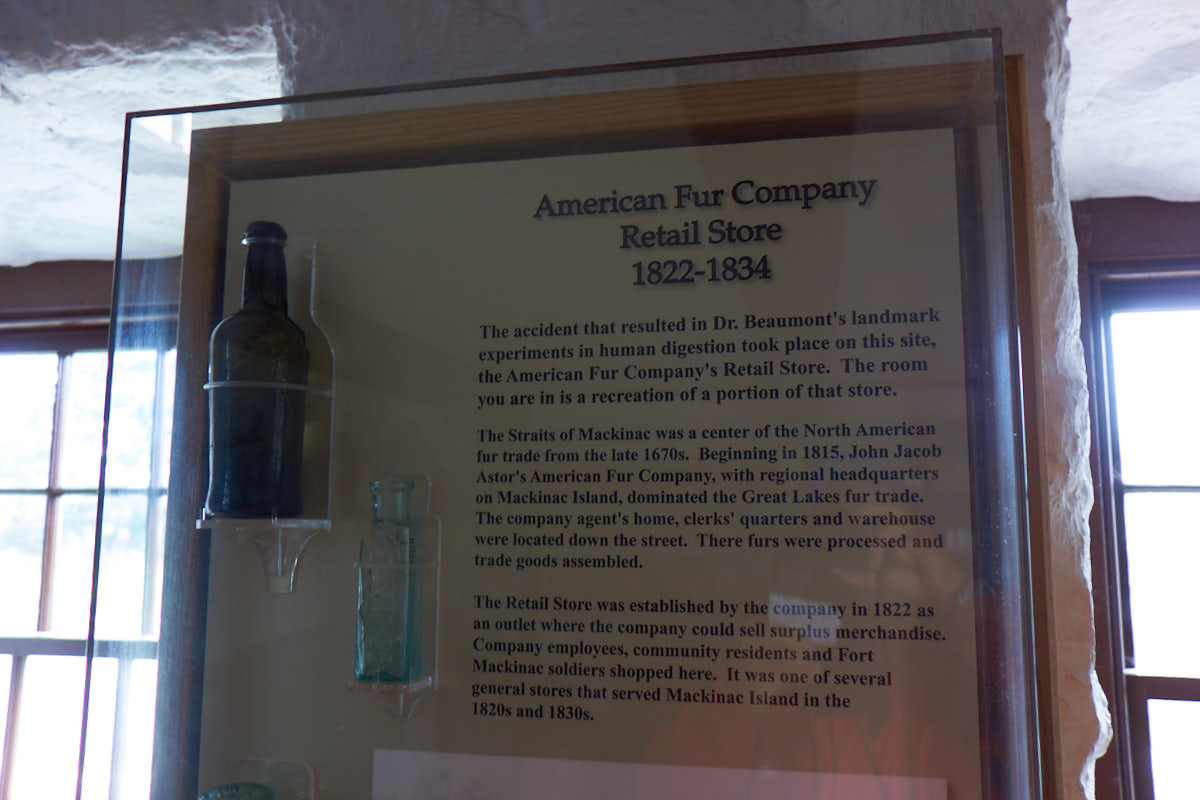 American Fur Company
Retail Store
1822-1834
The accident that resulted in Dr. Beaumont's landmark
experiments in human digestion took place on this site,
the American Fur Company's Retail Store. The room
you are in is a recreation of a portion of that store.
The Straits of Mackinac was a center of the North American
fur trade from the late 1670s. Beginning in 1815, John Jacob
Astor's American Fur Company, with regional headquarters
on Mackinac Island, dominated the Great Lakes fur trade.
The company agent's home, clerks' quarters and warehouse
were located down the street. There furs were processed and
trade goods assembled.
The Retail Store was established by the company in 1822 as
an outlet where the company could sell surplus merchandise.
Company employees, community residents and Fort
Mackinac soldiers shopped here. It was one of several
general stores that served Mackinac Island in the
1820s and 1830s.